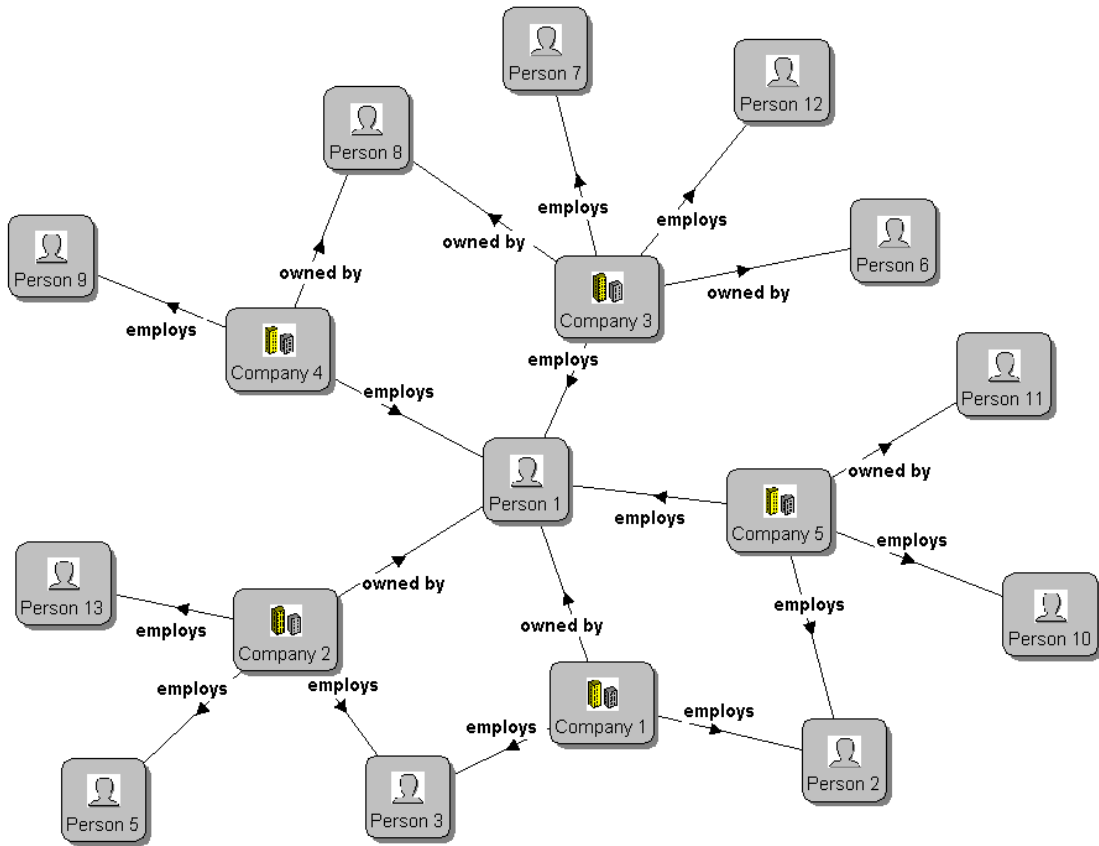 Person 7
Person 12
Person 8
employs
employs
owned by
Person 6
Person 9
owned by
owned by
employs
Company 3
employs
Company 4
employs
Person 11
owned by
Person 1
employs
Company 5
employs
owned by
Person 13
employs
employs
owned by
Person 10
Company 2
employs
employs
employs
employs
Company 1
Person 2
Person 5
Person 3